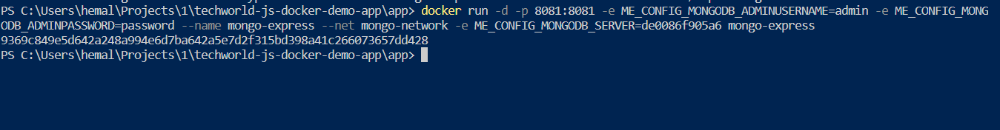 PS C:\Users\hemal\Projects\1\techworld-js-docker-demo-app\app> docker run -d -p 8081:8081 -e ME_CONFIG_MONGODB_ADMINUSERNAME=admin -e ME_CONFIG_MONG
ODB_ADMINPASSWORD=password --name mongo-express --net mongo-network -e ME_CONFIG_MONGODB_SERVER=de0086f905a6 mongo-express
9369c849e5d642a248a994e6d7ba642a5e7d2f315bd398a41c266073657dd428
PS C:\Users\hemal\Projects\1\techworld-js-docker-demo-app\app>